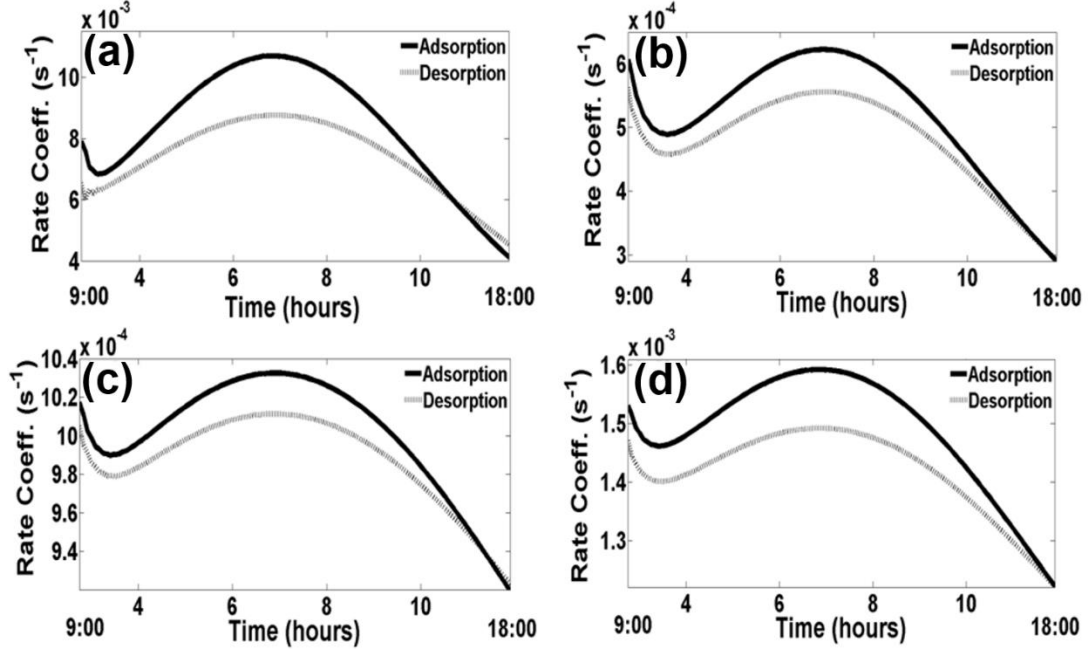 x 10-3
(a)
Adsorption
Desorption
Rate Coeff. (s-1)
10
8
6
4
4
6
8
10
9:00
Time (hours)
18:00
x 10-4
(b)
Adsorption
Desorption
Rate Coeff. (s-1)
6
5
4
3
4
6
8
10
9:00
Time (hours)
18:00
x 10-4
(c)
Adsorption
Desorption
Rate Coeff. (s-1)
10.4
10.2
10
9.8
9.6
9.4
4
6
8
10
9:00
Time (hours)
18:00
x 10-3
(d)
Adsorption
Desorption
Rate Coeff. (s-1)
1.6
1.5
1.4
1.3
4
6
8
10
9:00
Time (hours)
18:00